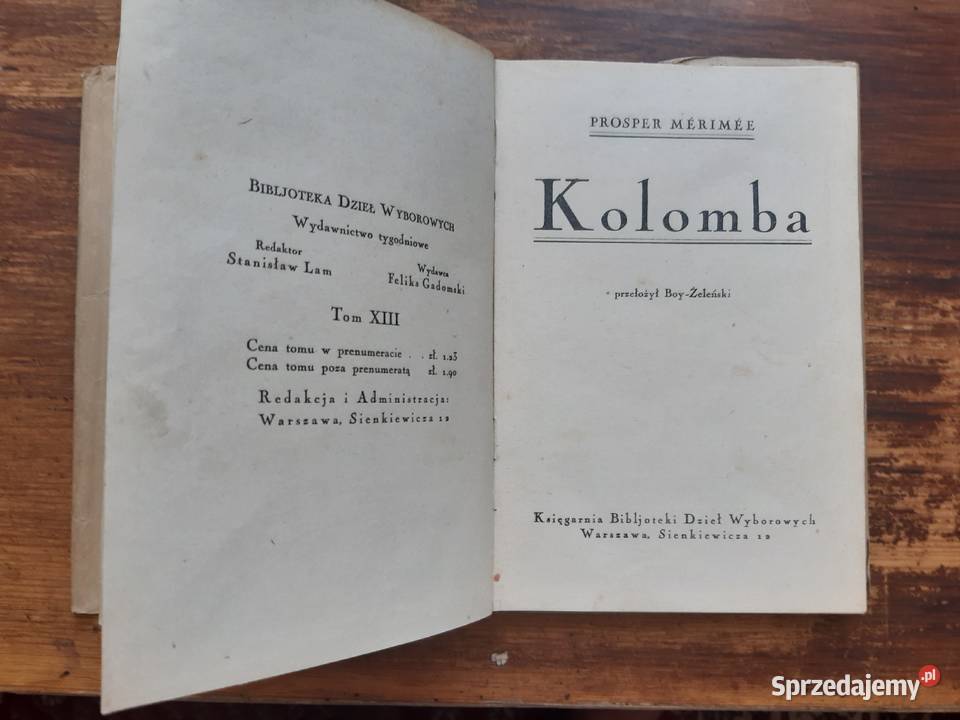 BIBLJOTEKA DZIEŁ WYBOROWYCH
Wydawnictwo tygodniowe
Redaktor
Stanisław Lam
Wydawca
Feliks Gadomski
Tom XIII
Cena tomu w prenumeracie . . zł. 1.25
Cena tomu poza prenumeratą zł. 1.90
Redakcja i Administracja:
Warszawa, Sienkiewicza 12
PROSPER MÉRIMÉE
Kolomba
przełożył Boy-Żeleński
Księgarnia Bibljoteki Dzieł Wyborowych
Warszawa, Sienkiewicza 12
Sprzedajemy.pl